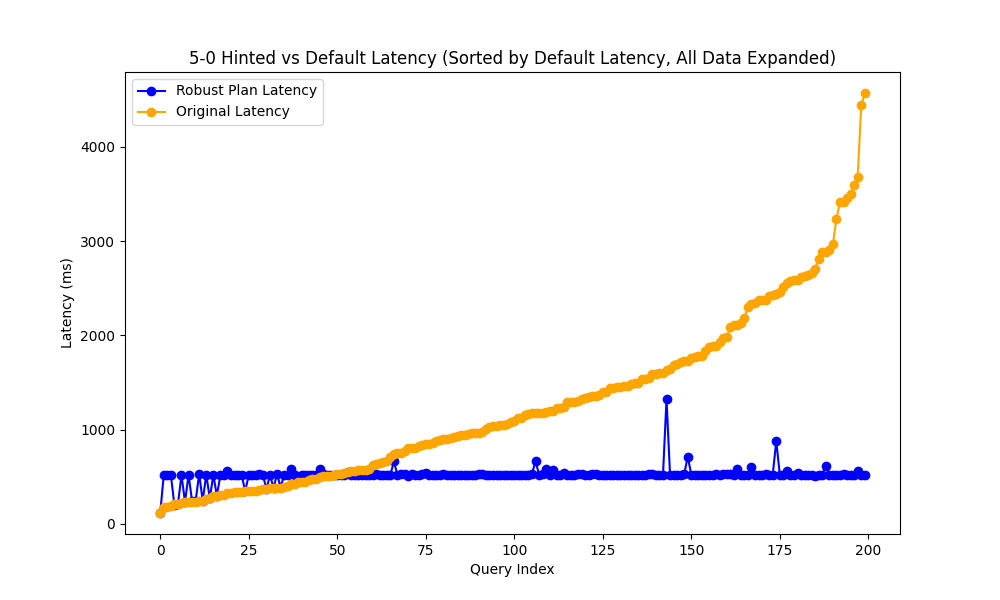 5-0 Hinted vs Default Latency (Sorted by Default Latency, All Data Expanded)
Robust Plan Latency
Original Latency
Latency (ms)
4000
3000
2000
1000
0
0 25 50 75 100 125 150 175 200
Query Index